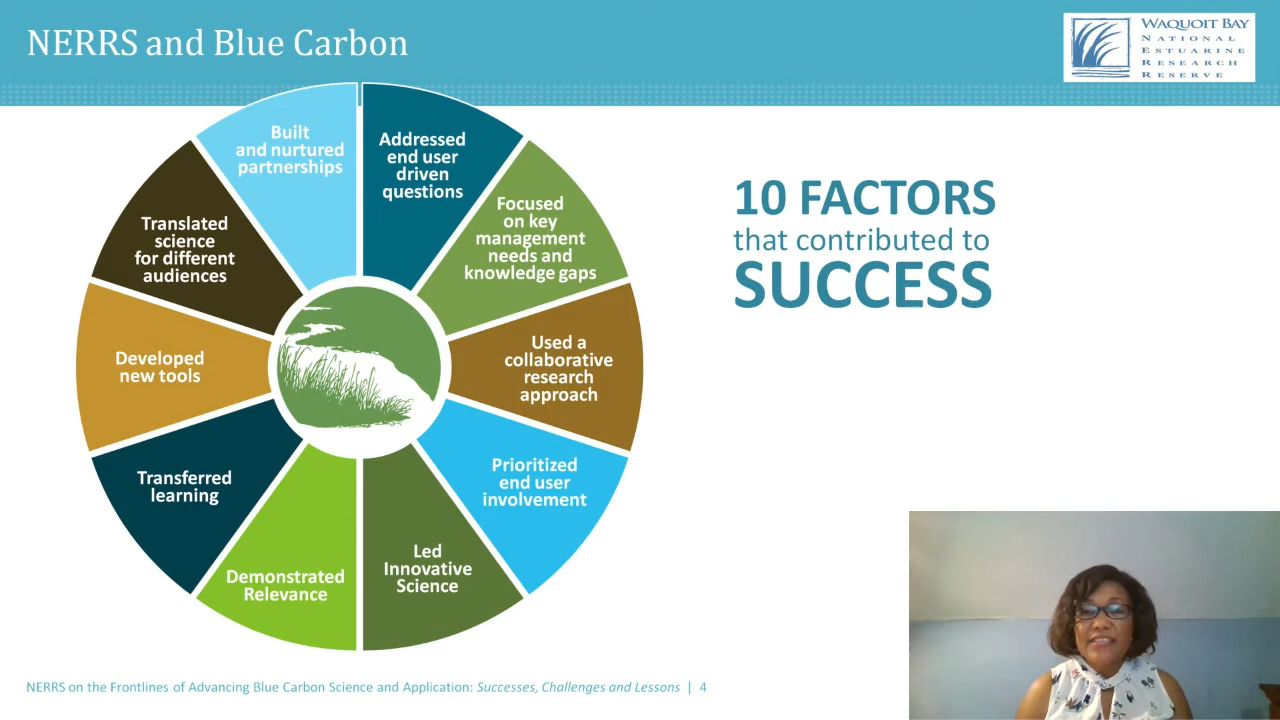 NERRS and Blue Carbon
WAQUOIT BAY
NATIONAL
ESTUARINE
RESEARCH
RESERVE
Built
and nurtured
partnerships
Addressed
end user
driven
questions
Focused
on key
management
needs and
knowledge gaps
Used a
collaborative
research
approach
Prioritized
end user
involvement
Led
Innovative
Science
Demonstrated
Relevance
Transferred
learning
Developed
new tools
Translated
science
for different
audiences
10 FACTORS
that contributed to
SUCCESS
NERRS on the Frontlines of Advancing Blue Carbon Science and Application: Successes, Challenges and Lessons | 4